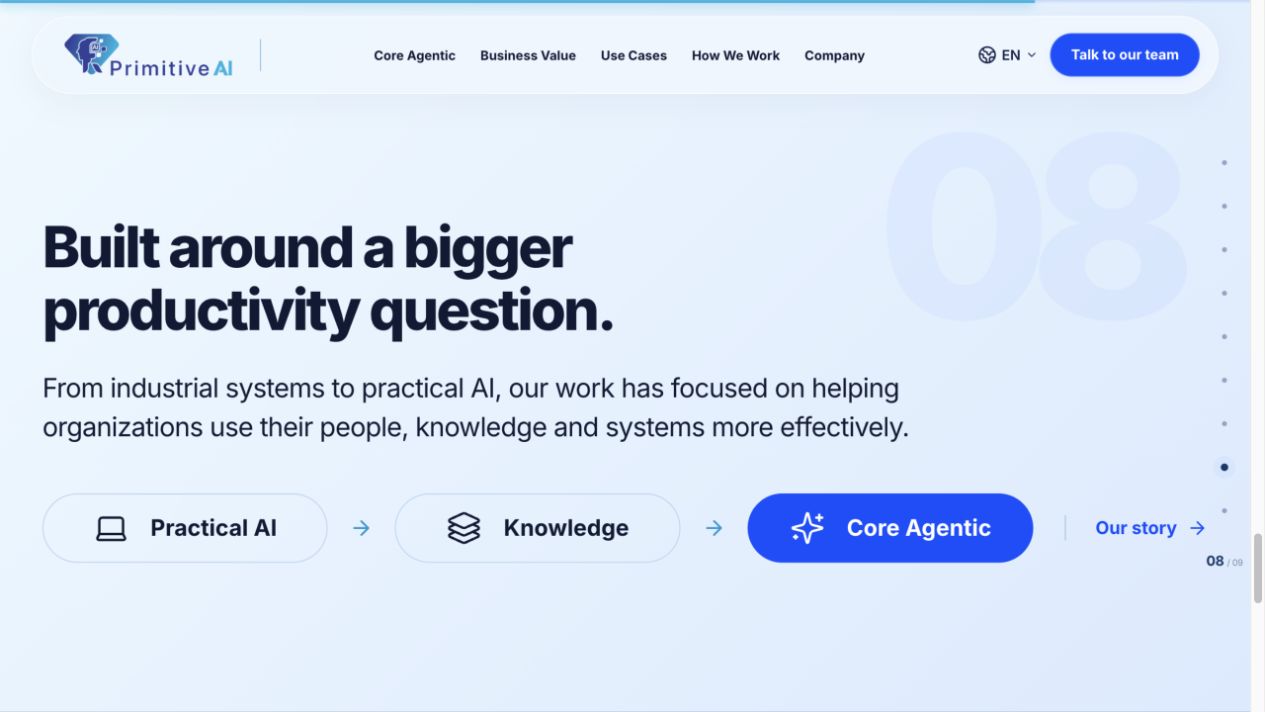 AI
Primitive AI
Core Agentic
Business Value
Use Cases
How We Work
Company
EN
Talk to our team
08
Built around a bigger
productivity question.
From industrial systems to practical AI, our work has focused on helping
organizations use their people, knowledge and systems more effectively.
Practical AI
Knowledge
Core Agentic
Our story
08 / 09